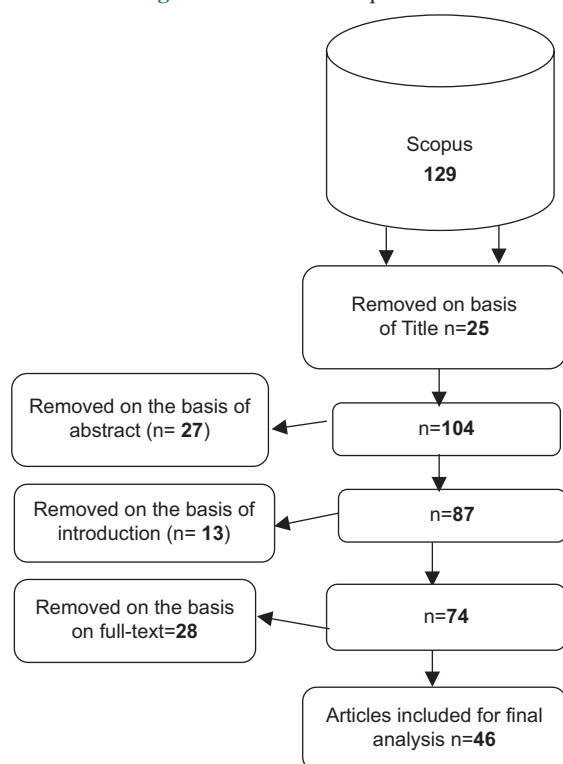 Scopus
129
Removed on basis
of Title n=25
Removed on the basis of
abstract (n= 27)
n=104
Removed on the basis of
introduction (n= 13)
n=87
Removed on the basis
on full-text=28
n=74
Articles included for final
analysis n=46